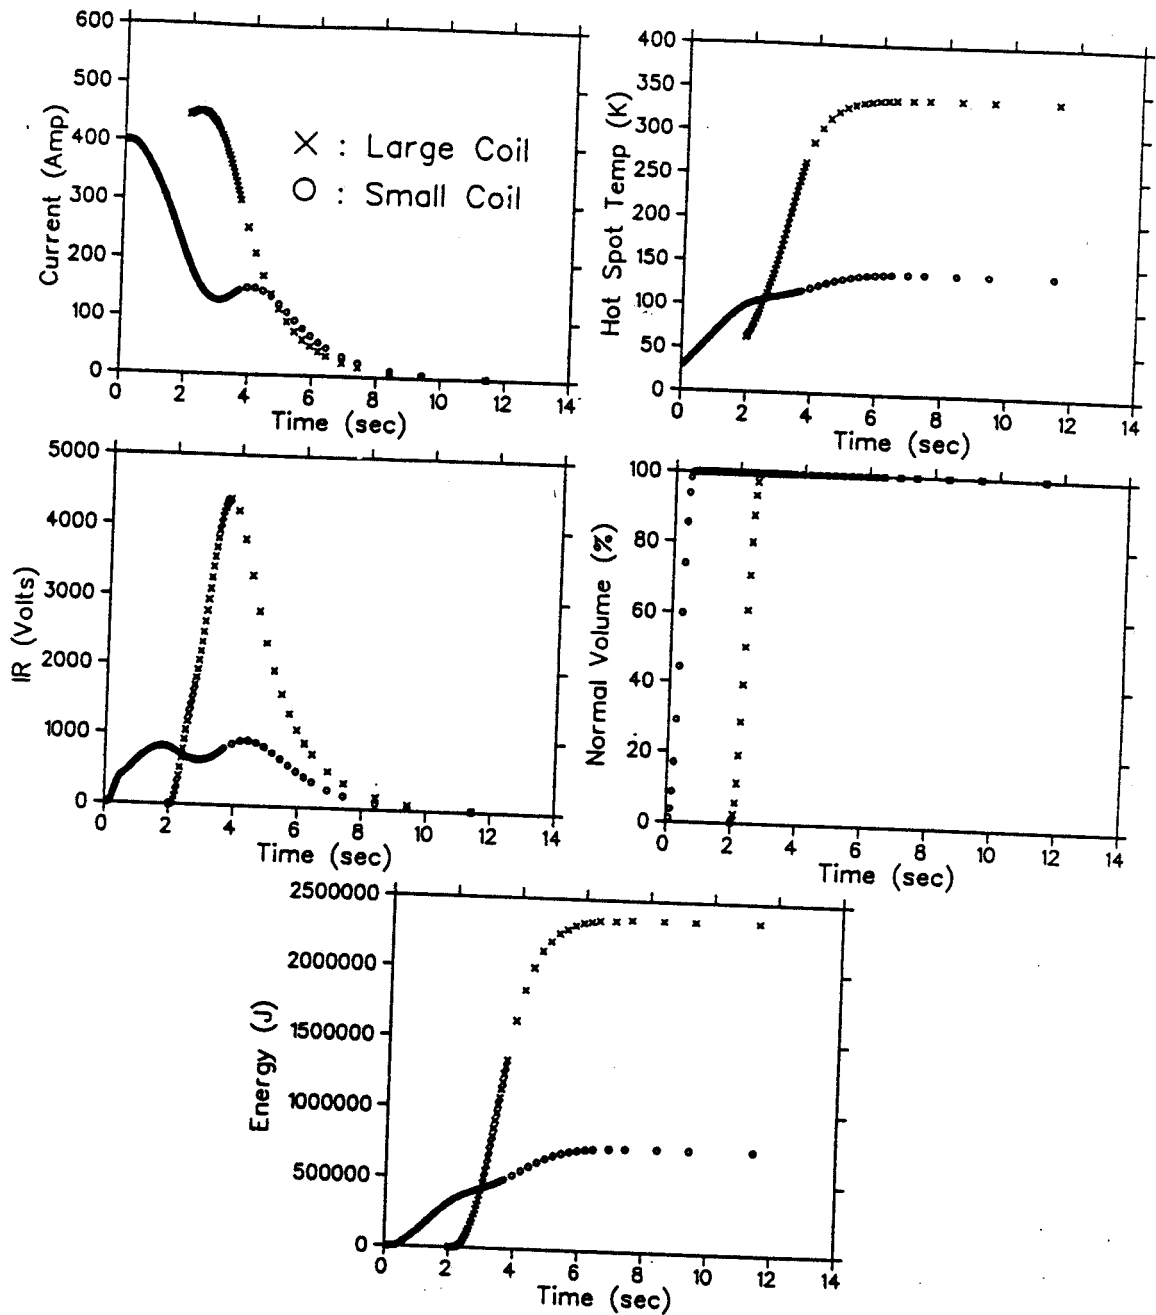 600
500
400
300
200
100
0
Current (Amp)
× : Large Coil
○ : Small Coil
0 2 4 6 8 10 12 14
Time (sec)
400
350
300
250
200
150
100
50
0
Hot Spot Temp (K)
0 2 4 6 8 10 12 14
Time (sec)
5000
4000
3000
2000
1000
0
IR (Volts)
0 2 4 6 8 10 12 14
Time (sec)
100
80
60
40
20
0
Normal Volume (%)
0 2 4 6 8 10 12 14
Time (sec)
2500000
2000000
1500000
1000000
500000
0
Energy (J)
0 2 4 6 8 10 12 14
Time (sec)